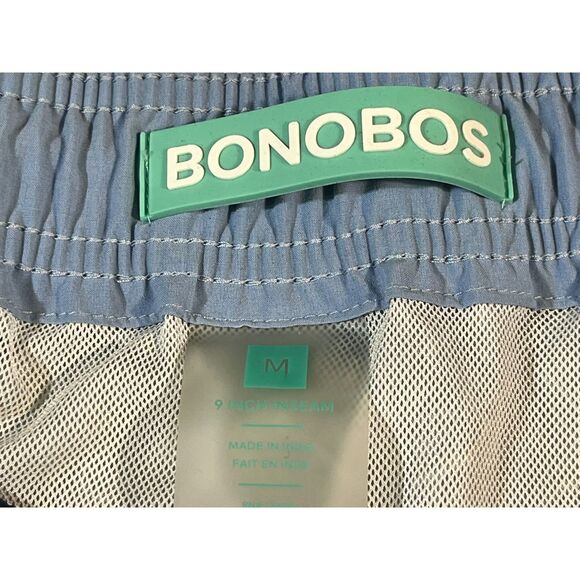 BONOBOS
M
9 INCH INSEAM
MADE IN INDIA
FAIT EN INDE